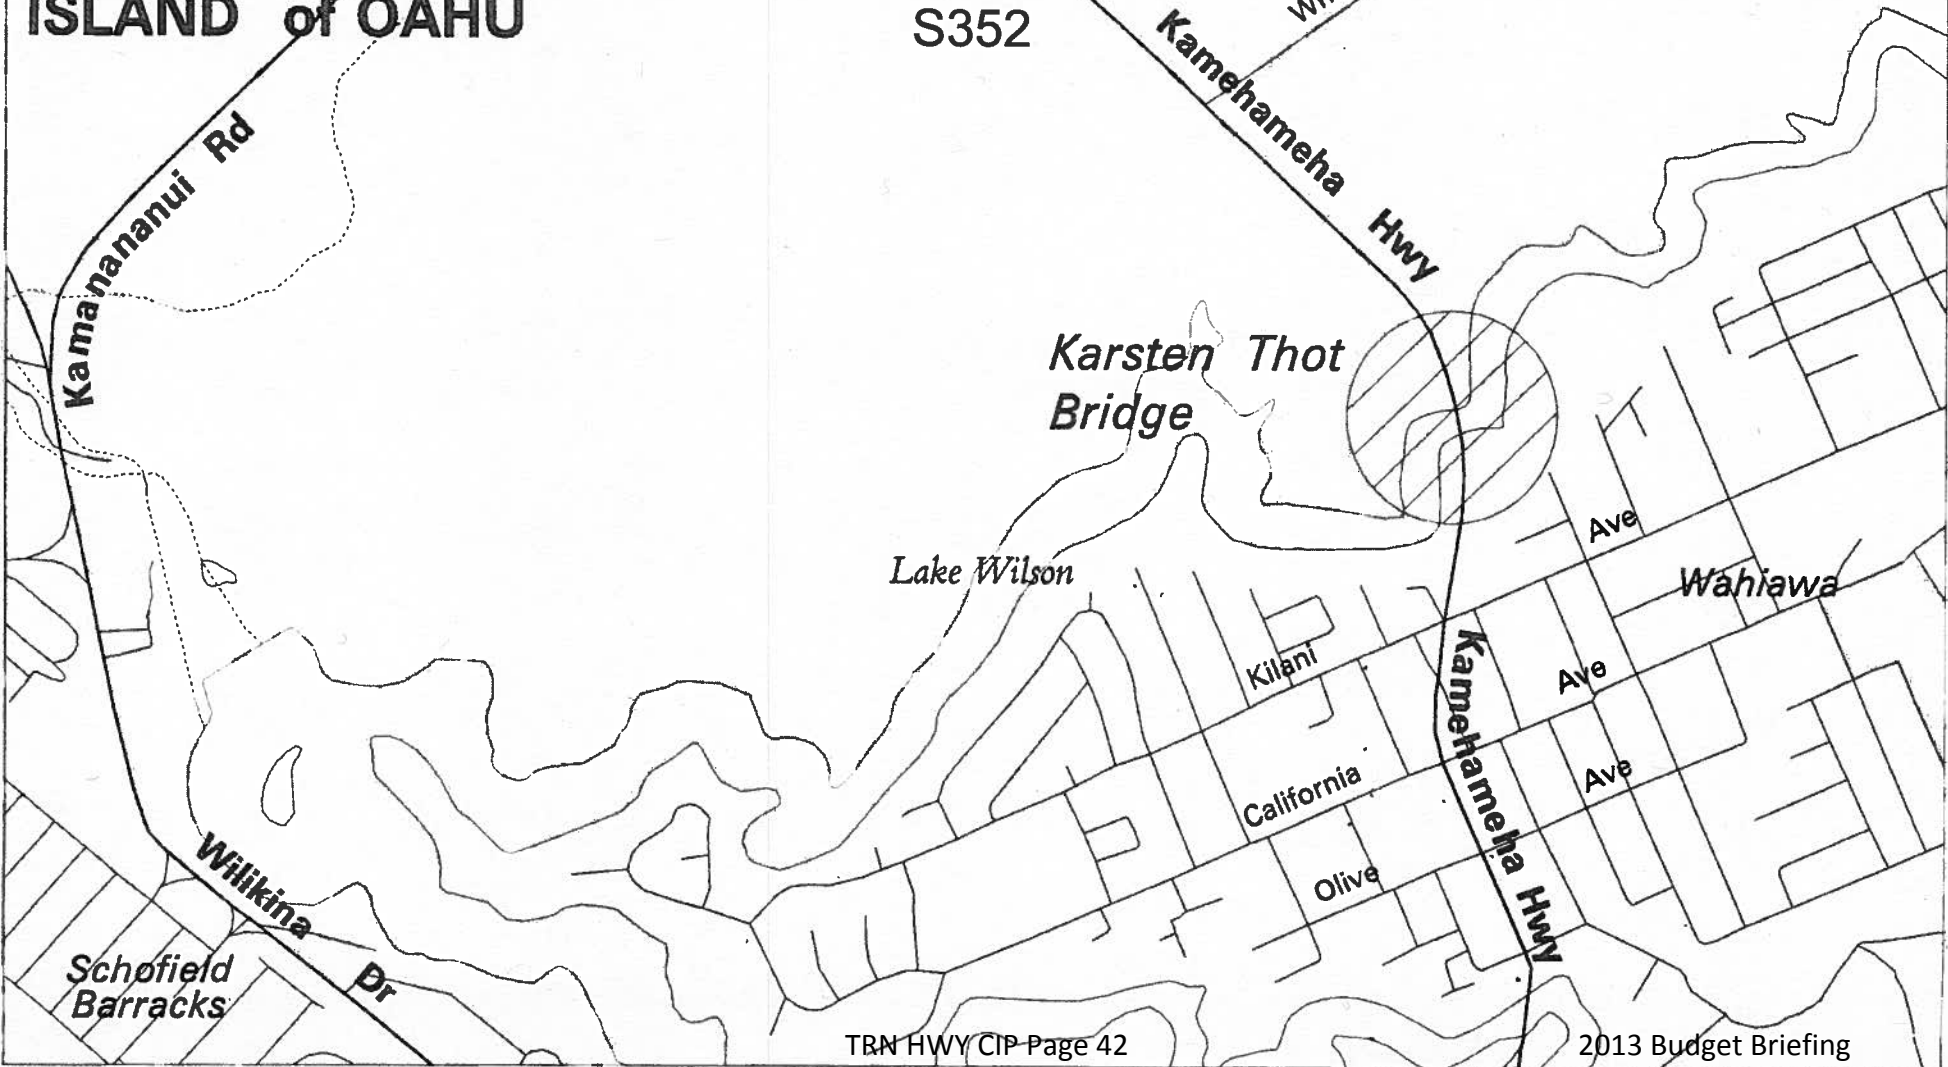 ISLAND of OAHU
S352
Kamehameha Hwy
Kamananui Rd
Karsten Thot
Bridge
Lake Wilson
Ave
Wahiawa
Kilani
Ave
Kamehameha Hwy
California
Ave
Olive
Wilikina Dr
Schofield
Barracks
TRN HWY CIP Page 42
2013 Budget Briefing